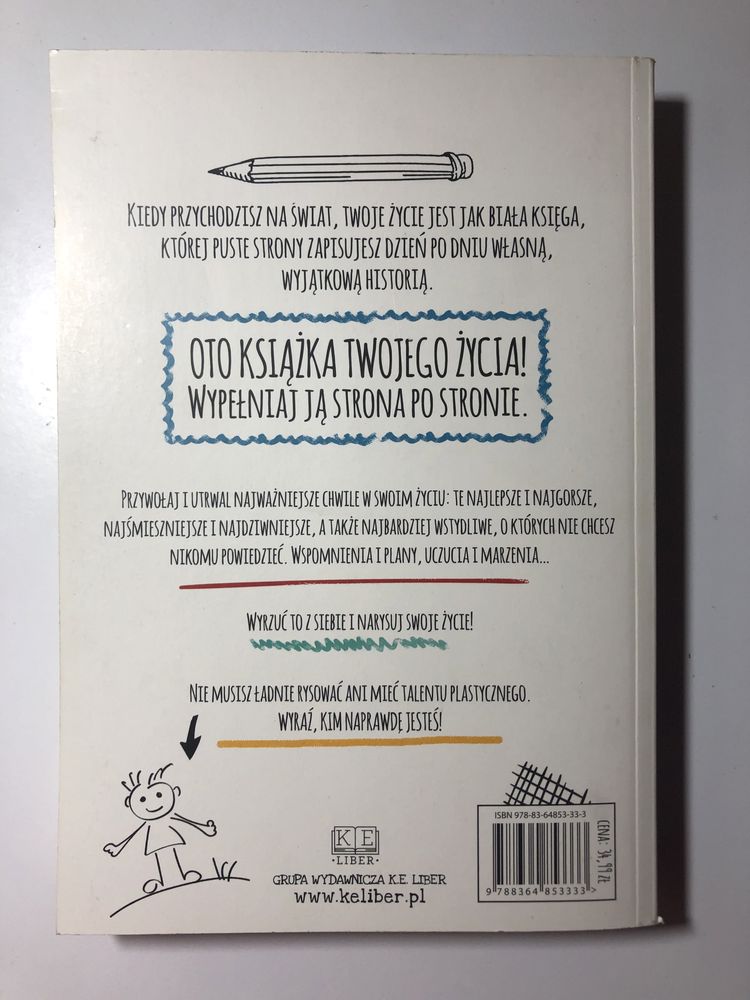 KIEDY PRZYCHODZISZ NA ŚWIAT, TWOJE ŻYCIE JEST JAK BIAŁA KSIĘGA,
KTÓREJ PUSTE STRONY ZAPISUJESZ DZIEŃ PO DNIU WŁASNĄ,
WYJĄTKOWĄ HISTORIĄ.
OTO KSIĄŻKA TWOJEGO ŻYCIA!
WYPEŁNIAJ JĄ STRONA PO STRONIE.
PRZYWOŁAJ I UTRWAL NAJWAŻNIEJSZE CHWILE W SWOIM ŻYCIU: TE NAJLEPSZE I NAJGORSZE,
NAJŚMIESZNIEJSZE I NAJDZIWNIEJSZE, A TAKŻE NAJBARDZIEJ WSTYDLIWE, O KTÓRYCH NIE CHCESZ
NIKOMU POWIEDZIEĆ. WSPOMNIENIA I PLANY, UCZUCIA I MARZENIA...
WYRZUĆ TO Z SIEBIE I NARYSUJ SWOJE ŻYCIE!
NIE MUSISZ ŁADNIE RYSOWAĆ ANI MIEĆ TALENTU PLASTYCZNEGO.
WYRAŹ, KIM NAPRAWDĘ JESTEŚ!
K E
·LIBER·
GRUPA WYDAWNICZA K.E. LIBER
www.keliber.pl
ISBN 978-83-64853-33-3
9 788364 853333 >
CENA: 34,99 ZŁ